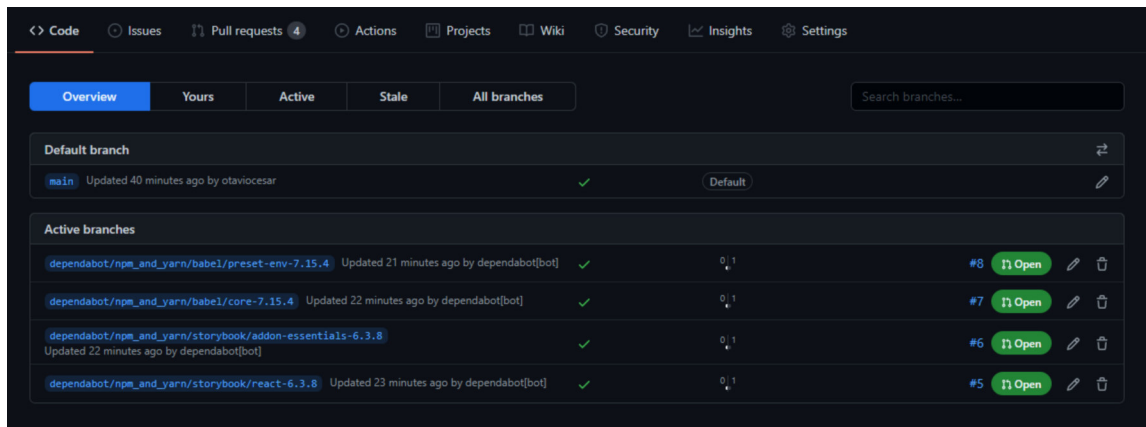 <> Code Issues Pull requests 4 Actions Projects Wiki Security Insights Settings
Overview Yours Active Stale All branches Search branches...
Default branch
main Updated 40 minutes ago by otaviocesar Default
Active branches
dependabot/npm_and_yarn/babel/preset-env-7.15.4 Updated 21 minutes ago by dependabot[bot] 0 1 #8 Open
dependabot/npm_and_yarn/babel/core-7.15.4 Updated 22 minutes ago by dependabot[bot] 0 1 #7 Open
dependabot/npm_and_yarn/storybook/addon-essentials-6.3.8
Updated 22 minutes ago by dependabot[bot] 0 1 #6 Open
dependabot/npm_and_yarn/storybook/react-6.3.8 Updated 23 minutes ago by dependabot[bot] 0 1 #5 Open